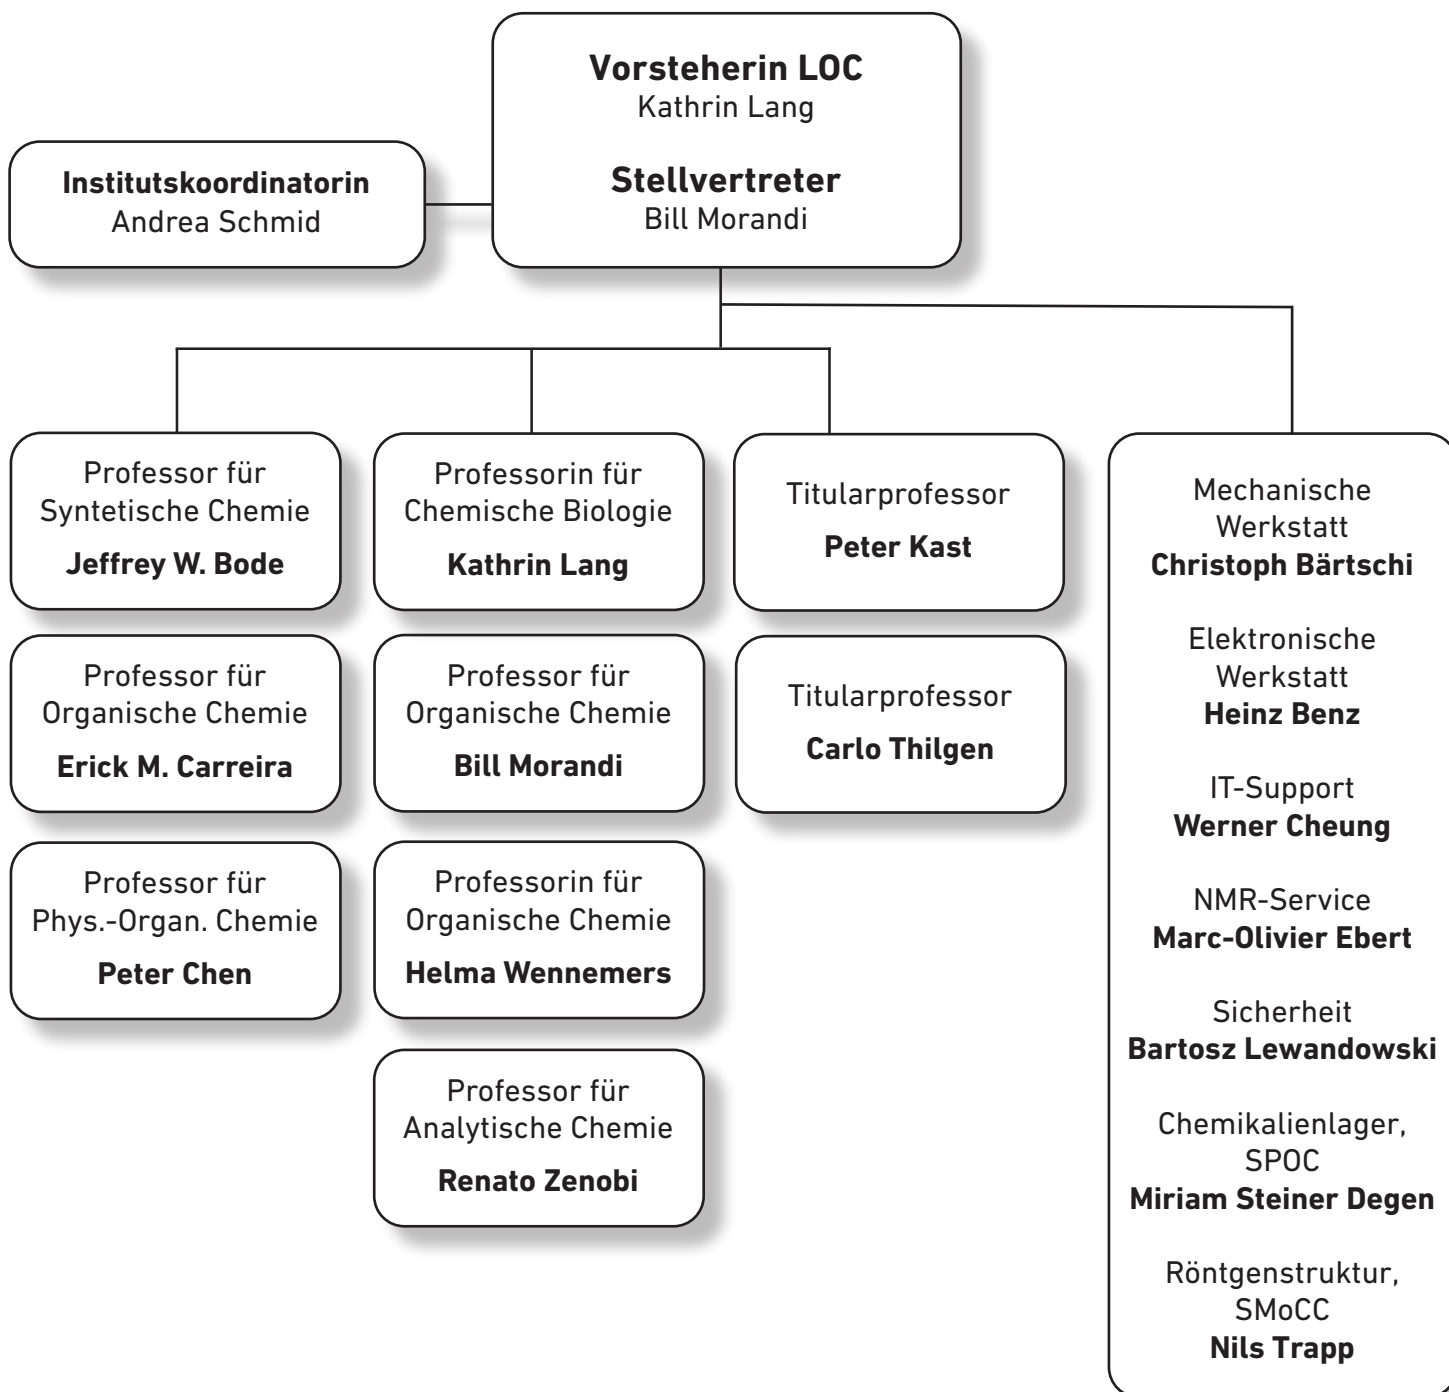 Vorsteherin LOC
Kathrin Lang
Stellvertreter
Bill Morandi
Institutskoordinatorin
Andrea Schmid
Professor für
Syntetische Chemie
Jeffrey W. Bode
Professor für
Organische Chemie
Erick M. Carreira
Professor für
Phys.-Organ. Chemie
Peter Chen
Professorin für
Chemische Biologie
Kathrin Lang
Professor für
Organische Chemie
Bill Morandi
Professorin für
Organische Chemie
Helma Wennemers
Professor für
Analytische Chemie
Renato Zenobi
Titularprofessor
Peter Kast
Titularprofessor
Carlo Thilgen
Mechanische
Werkstatt
Christoph Bärtschi
Elektronische
Werkstatt
Heinz Benz
IT-Support
Werner Cheung
NMR-Service
Marc-Olivier Ebert
Sicherheit
Bartosz Lewandowski
Chemikalienlager,
SPOC
Miriam Steiner Degen
Röntgenstruktur,
SMoCC
Nils Trapp